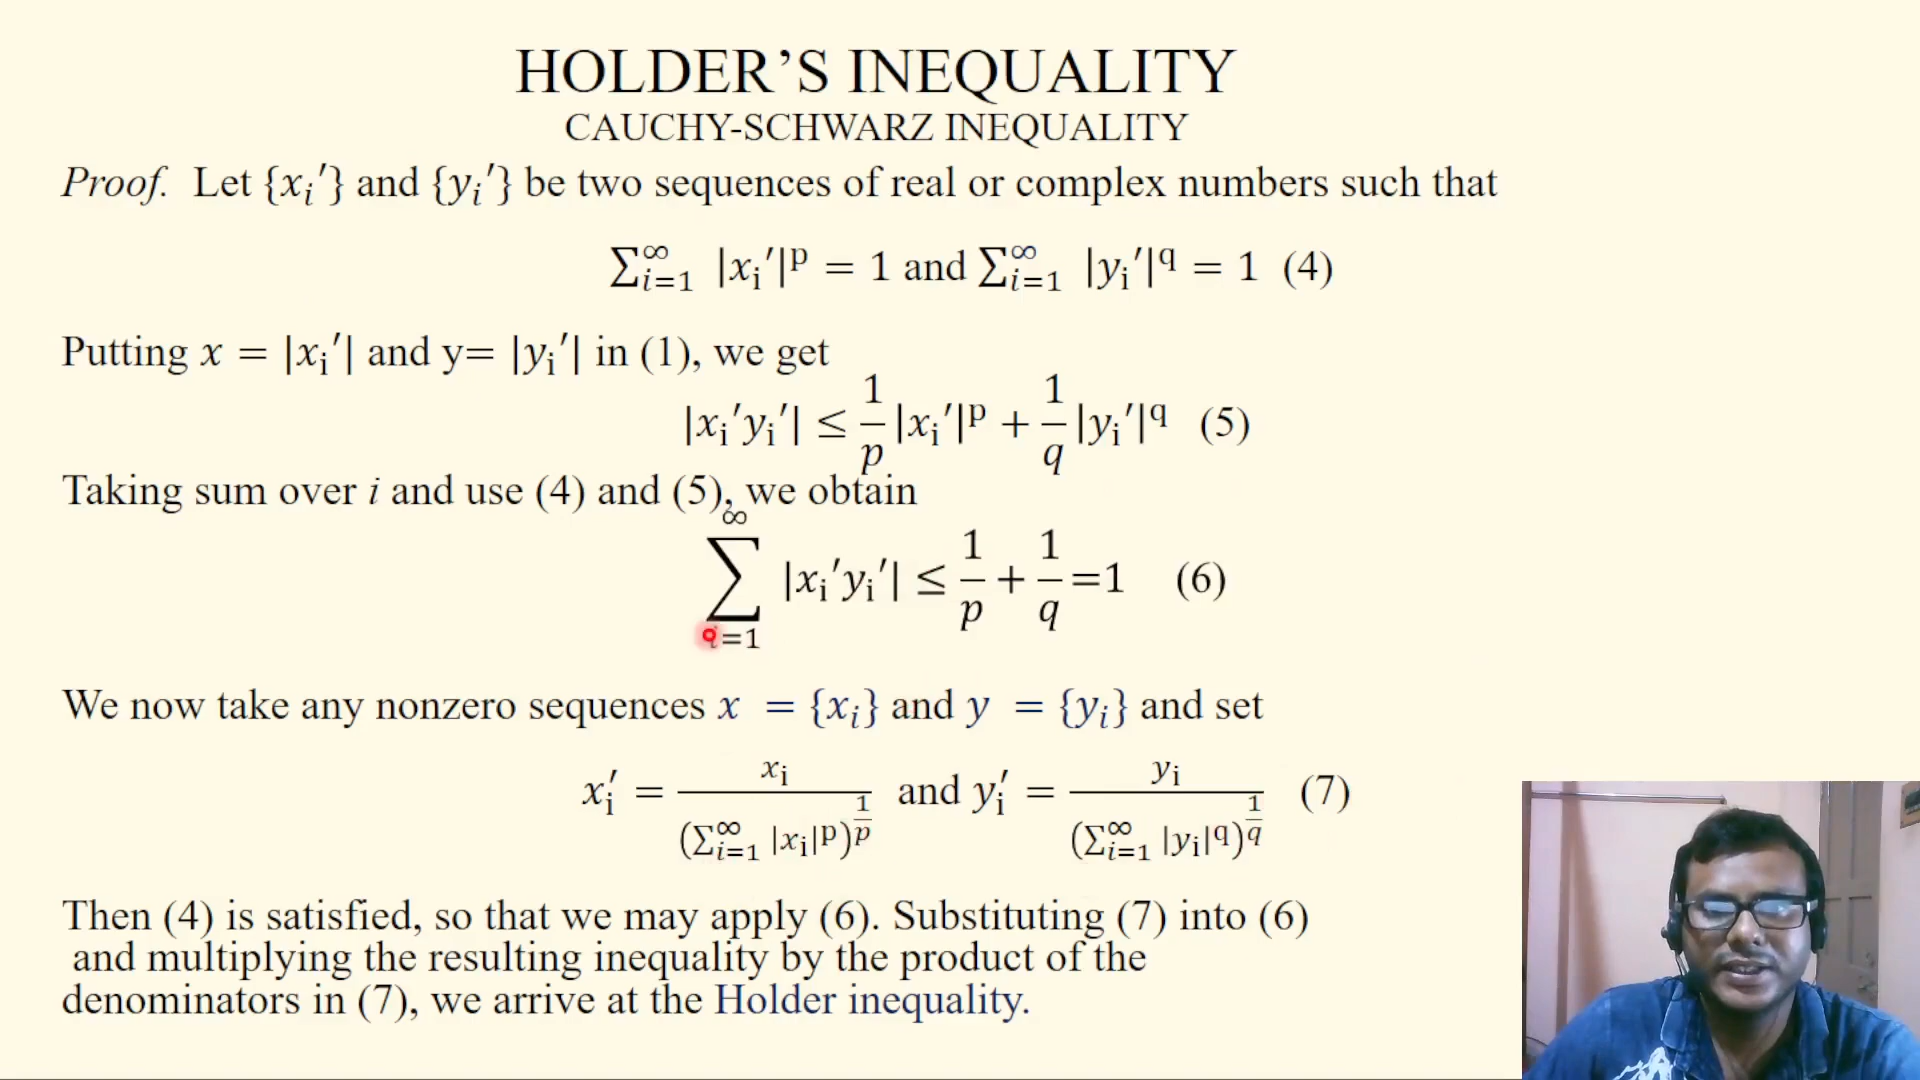 HOLDER’S INEQUALITY
CAUCHY-SCHWARZ INEQUALITY
Proof. Let {xᵢ′} and {yᵢ′} be two sequences of real or complex numbers such that
∑_{i=1}^{∞} |xᵢ′|^p = 1 and ∑_{i=1}^{∞} |yᵢ′|^q = 1 (4)
Putting x = |xᵢ′| and y= |yᵢ′| in (1), we get
|xᵢ′yᵢ′| ≤ 1/p |xᵢ′|^p + 1/q |yᵢ′|^q (5)
Taking sum over i and use (4) and (5), we obtain
∑_{i=1}^{∞} |xᵢ′yᵢ′| ≤ 1/p + 1/q =1 (6)
We now take any nonzero sequences x = {xᵢ} and y = {yᵢ} and set
xᵢ′ = xᵢ / (∑_{i=1}^{∞} |xᵢ|^p)^{1/p} and yᵢ′ = yᵢ / (∑_{i=1}^{∞} |yᵢ|^q)^{1/q} (7)
Then (4) is satisfied, so that we may apply (6). Substituting (7) into (6)
and multiplying the resulting inequality by the product of the
denominators in (7), we arrive at the Holder inequality.